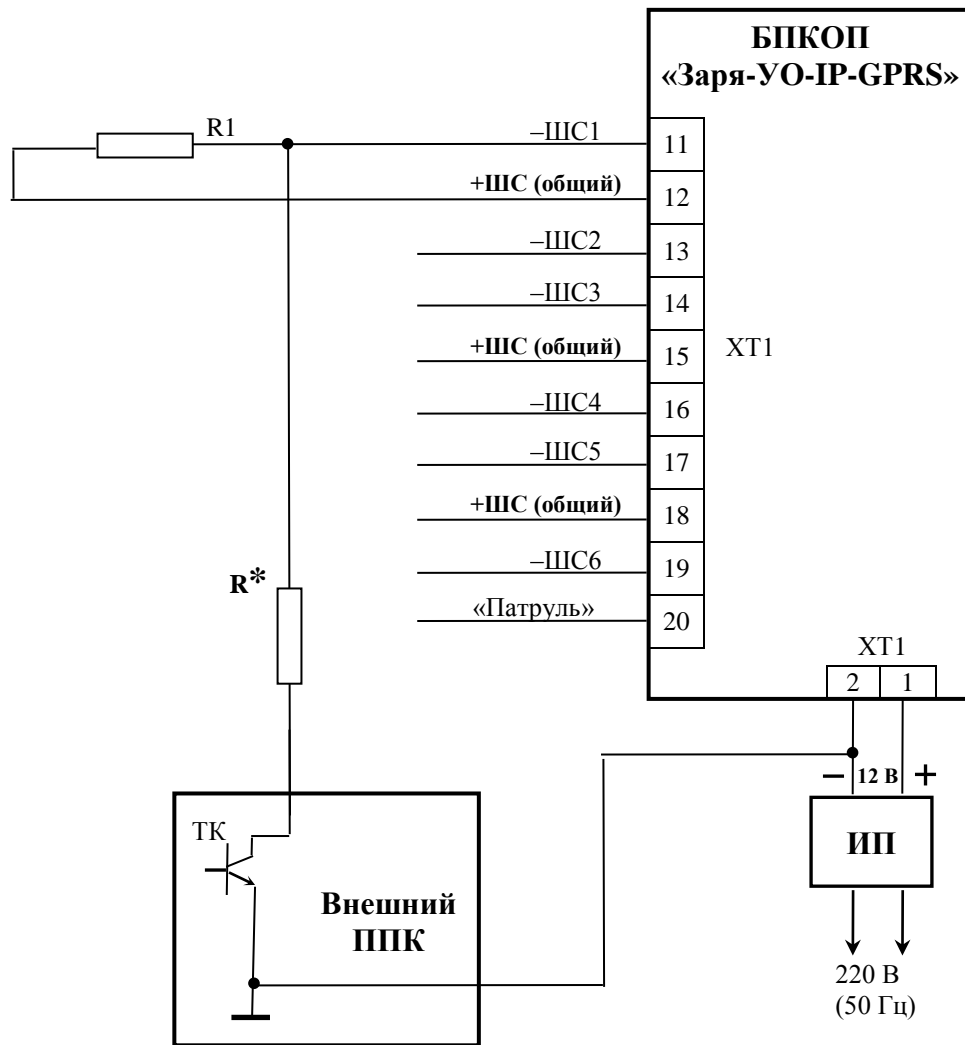 БПКОП
«Заря-УО-IP-GPRS»
R1
–ШС1
11
+ШС (общий)
12
–ШС2
13
–ШС3
14
+ШС (общий)
15
XT1
–ШС4
16
–ШС5
17
+ШС (общий)
18
–ШС6
19
R*
«Патруль»
20
XT1
2
1
– 12 В +
ТК
ИП
Внешний
ППК
220 В
(50 Гц)